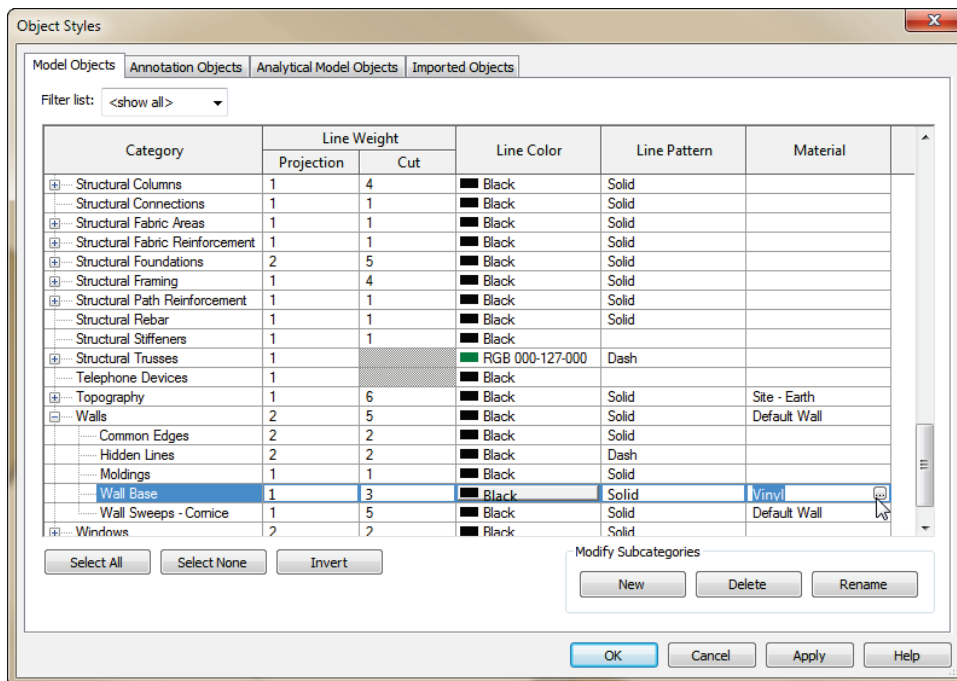 Object Styles
Model Objects Annotation Objects Analytical Model Objects Imported Objects
Filter list: <show all>
Category Line Weight Line Color Line Pattern Material
Projection Cut
Structural Columns 1 4 Black Solid
Structural Connections 1 1 Black Solid
Structural Fabric Areas 1 1 Black Solid
Structural Fabric Reinforcement 1 1 Black Solid
Structural Foundations 2 5 Black Solid
Structural Framing 1 4 Black Solid
Structural Path Reinforcement 1 1 Black Solid
Structural Rebar 1 1 Black Solid
Structural Stiffeners 1 1 Black
Structural Trusses 1 RGB 000-127-000 Dash
Telephone Devices 1 Black
Topography 1 6 Black Solid Site - Earth
Walls 2 5 Black Solid Default Wall
Common Edges 2 2 Black Solid
Hidden Lines 2 2 Black Dash
Moldings 1 1 Black Solid
Wall Base 1 3 Black Solid Vinyl ...
Wall Sweeps - Cornice 1 5 Black Solid Default Wall
Windows 2 2 Black Solid
Select All Select None Invert
Modify Subcategories
New Delete Rename
OK Cancel Apply Help